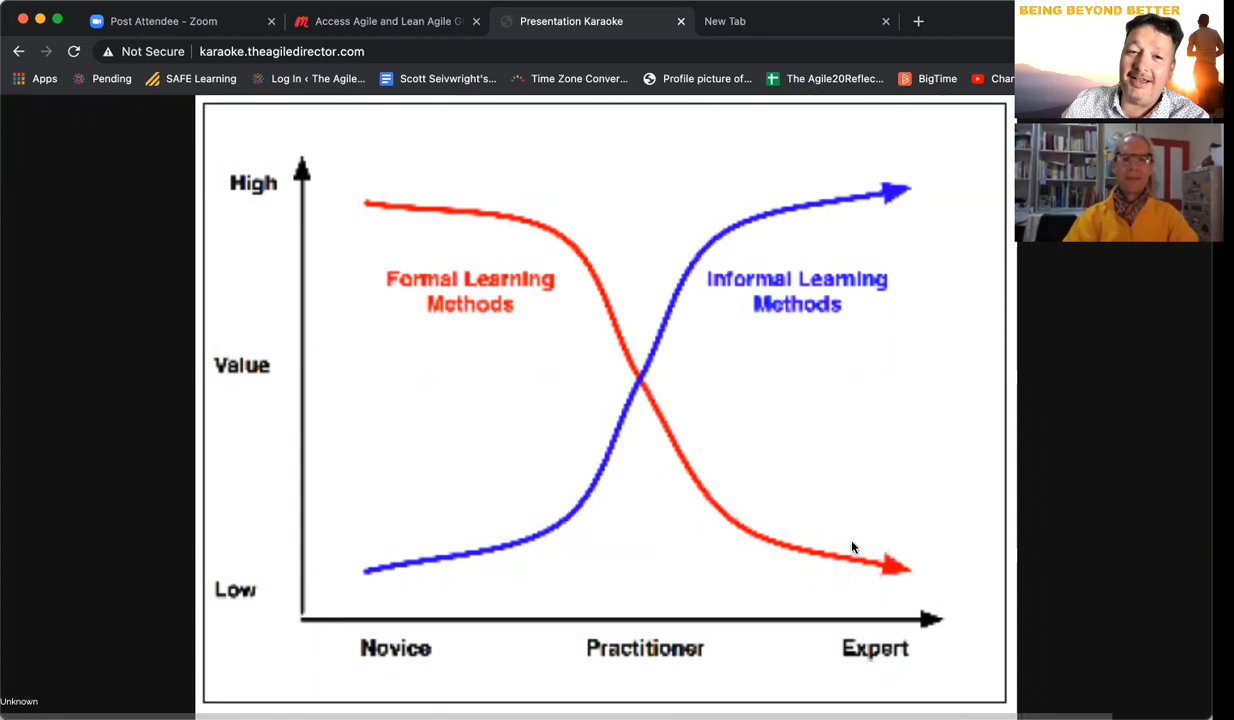 Post Attendee - Zoom
Access Agile and Lean Agile Gl
Presentation Karaoke
New Tab
Not Secure
karaoke.theagiledirector.com
Apps
Pending
SAFE Learning
Log In ‹ The Agile...
Scott Seivwright's...
Time Zone Conver...
Profile picture of...
The Agile20Reflec...
BigTime
Chan
BEING BEYOND BETTER
High
Formal Learning
Methods
Informal Learning
Methods
Value
Low
Novice
Practitioner
Expert
Unknown